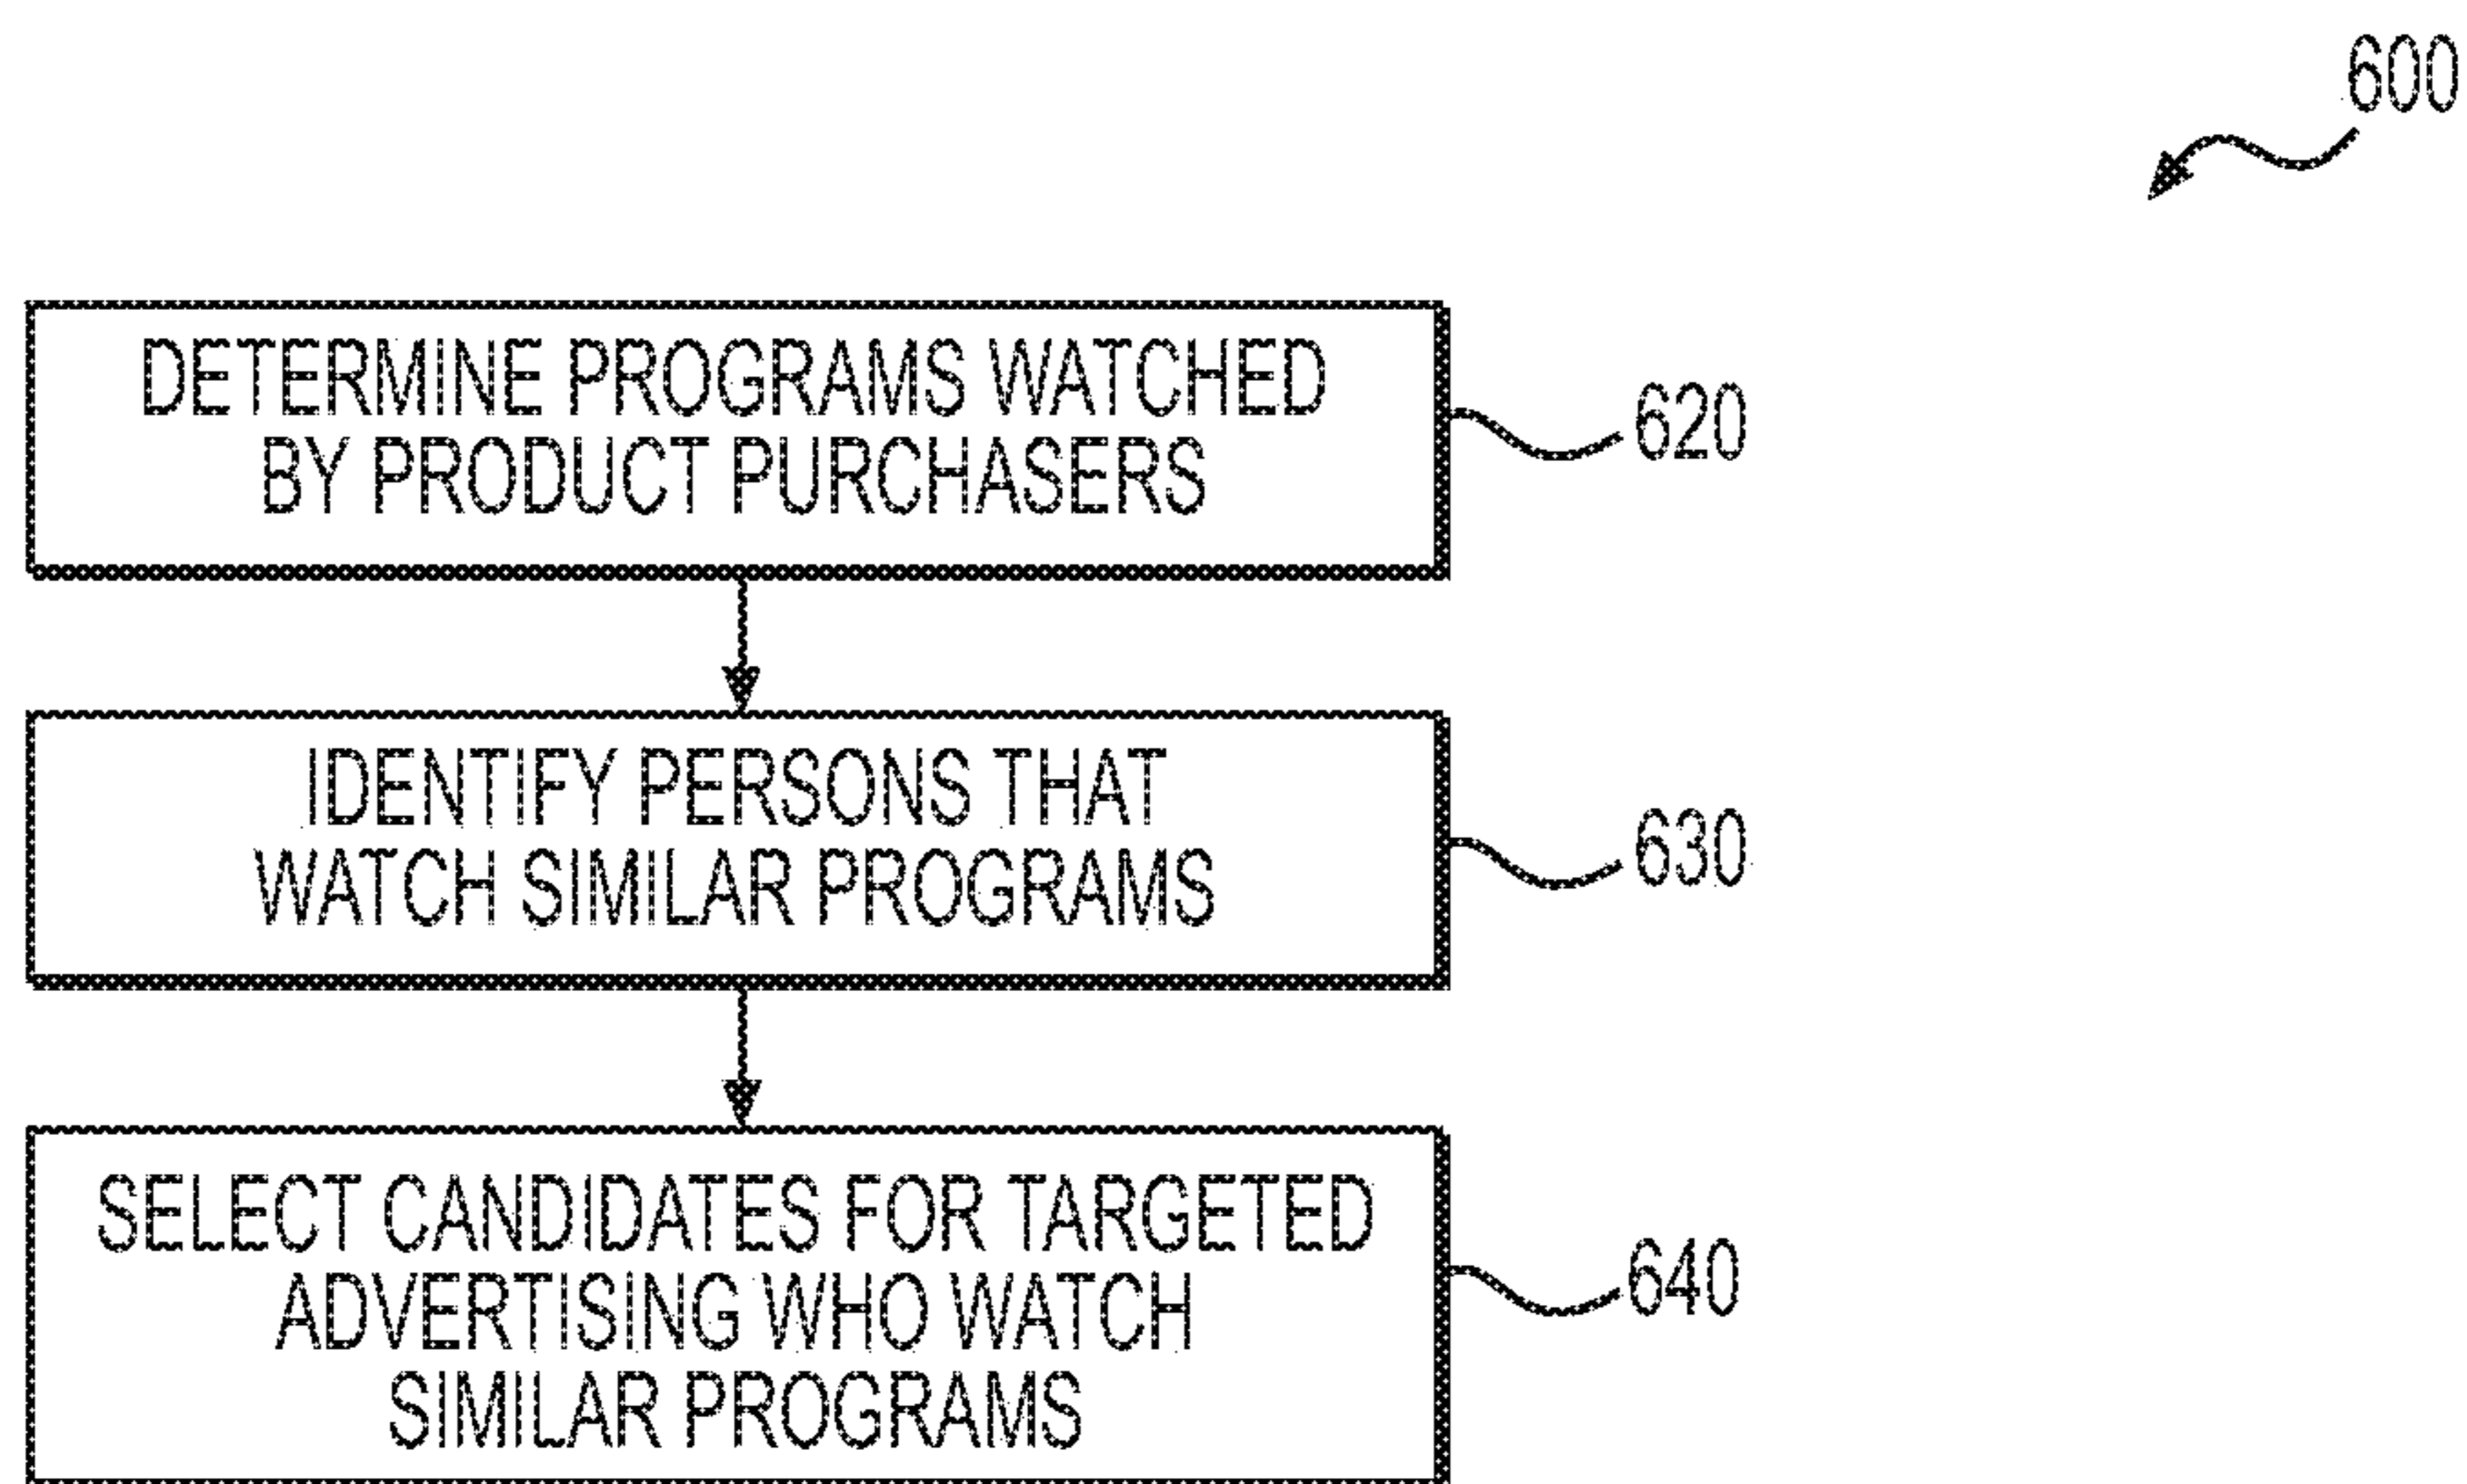 600
DETERMINE PROGRAMS WATCHED
BY PRODUCT PURCHASERS
620
IDENTIFY PERSONS THAT
WATCH SIMILAR PROGRAMS
630
SELECT CANDIDATES FOR TARGETED
ADVERTISING WHO WATCH
SIMILAR PROGRAMS
640